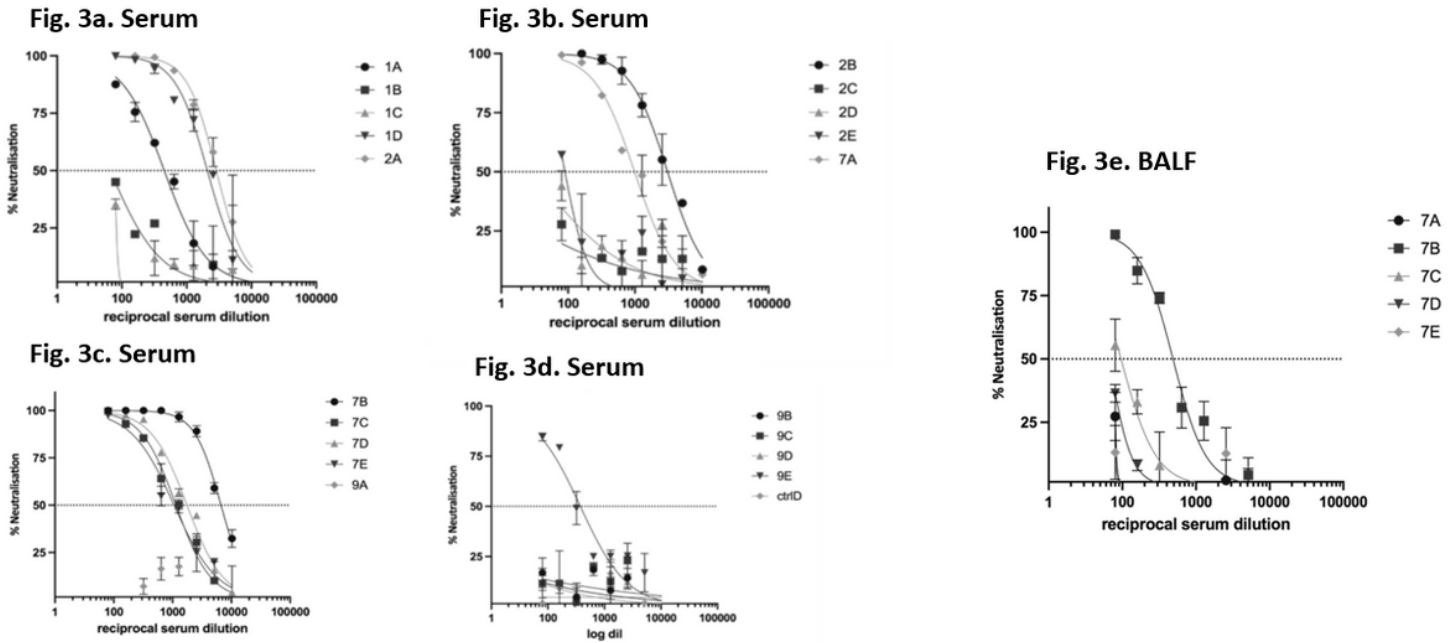 Fig. 3a. Serum
% Neutralisation
100
75
50
25
1
100
1000
10000
100000
reciprocal serum dilution
1A
1B
1C
1D
2A
Fig. 3b. Serum
% Neutralisation
100
75
50
25
1
100
1000
10000
100000
reciprocal serum dilution
2B
2C
2D
2E
7A
Fig. 3c. Serum
% Neutralisation
100
75
50
25
1
100
1000
10000
100000
reciprocal serum dilution
7B
7C
7D
7E
9A
Fig. 3d. Serum
% Neutralisation
100
75
50
25
1
100
1000
10000
100000
log dil
9B
9C
9D
9E
ctrlD
Fig. 3e. BALF
% Neutralisation
100
75
50
25
1
100
1000
10000
100000
reciprocal serum dilution
7A
7B
7C
7D
7E